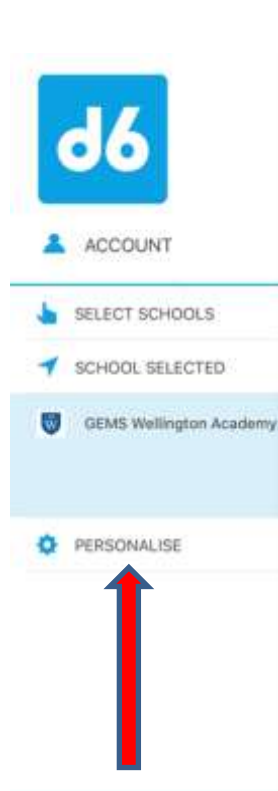 d6
ACCOUNT
SELECT SCHOOLS
SCHOOL SELECTED
W
GEMS Wellington Academy
PERSONALISE